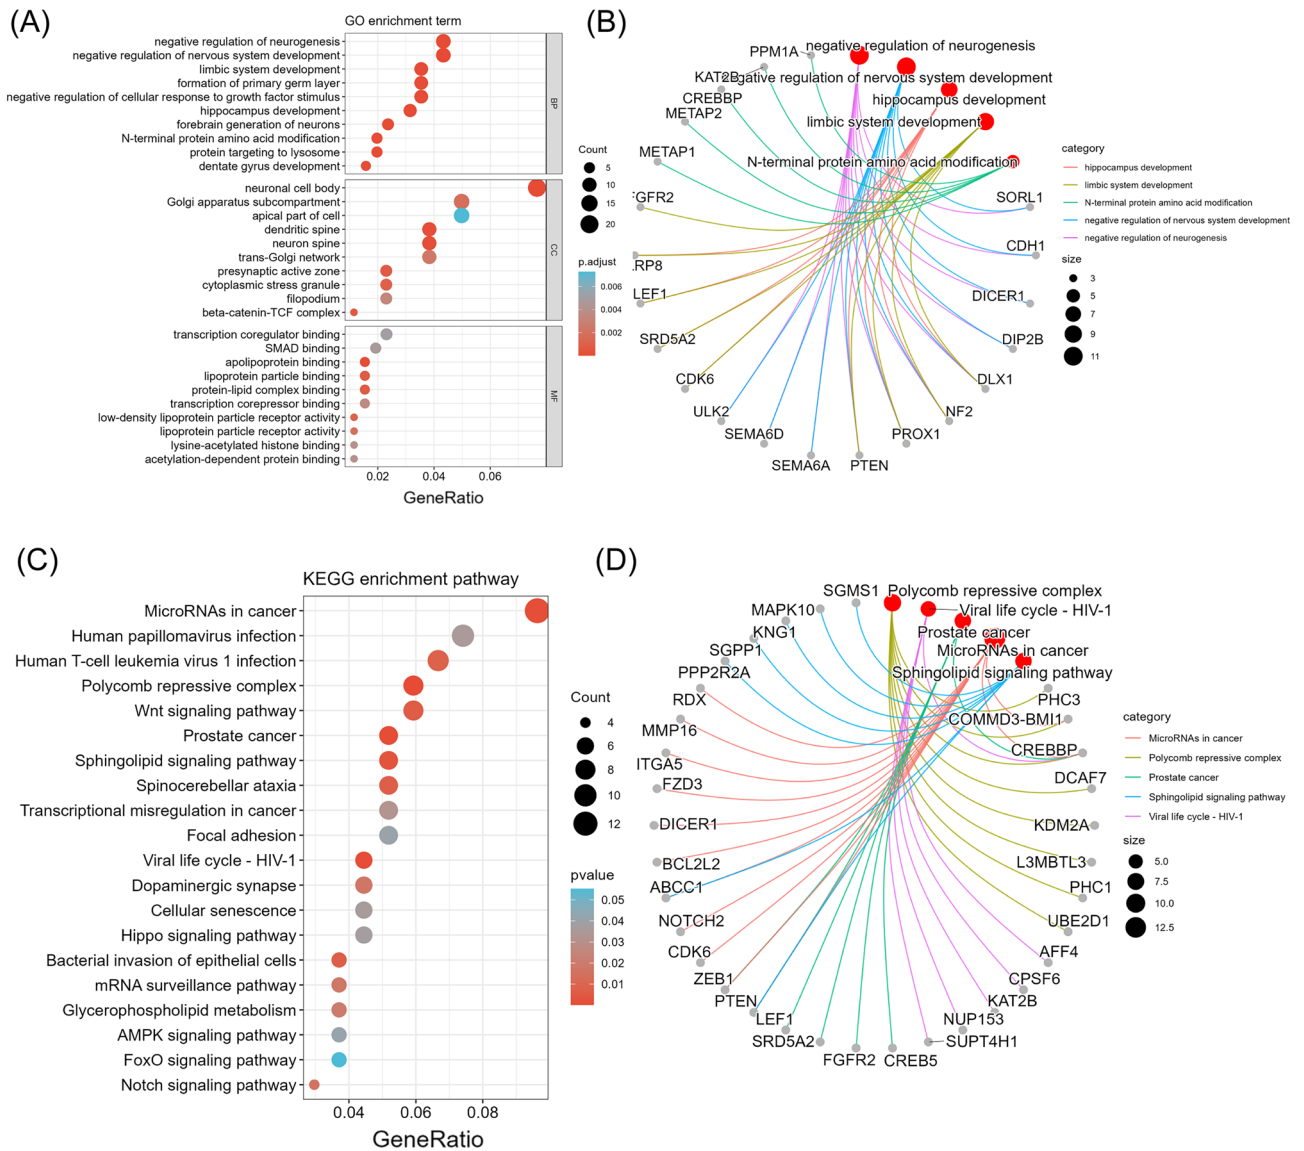 (A)
GO enrichment term
negative regulation of neurogenesis
negative regulation of nervous system development
limbic system development
formation of primary germ layer
negative regulation of cellular response to growth factor stimulus
hippocampus development
forebrain generation of neurons
N-terminal protein amino acid modification
protein targeting to lysosome
dentate gyrus development
BP
neuronal cell body
Golgi apparatus subcompartment
apical part of cell
dendritic spine
neuron spine
trans-Golgi network
presynaptic active zone
cytoplasmic stress granule
filopodium
beta-catenin-TCF complex
CC
transcription coregulator binding
SMAD binding
apolipoprotein binding
lipoprotein particle binding
protein-lipid complex binding
transcription corepressor binding
low-density lipoprotein particle receptor activity
lipoprotein particle receptor activity
lysine-acetylated histone binding
acetylation-dependent protein binding
MF
0.02 0.04 0.06
GeneRatio
Count
5
10
15
20
p.adjust
0.006
0.004
0.002
(B)
negative regulation of neurogenesis
PPM1A
KAT2B
negative regulation of nervous system development
CREBBP
hippocampus development
METAP2
limbic system development
METAP1
N-terminal protein amino acid modification
FGFR2
SORL1
LRP8
CDH1
LEF1
DICER1
SRD5A2
DIP2B
CDK6
DLX1
ULK2
NF2
SEMA6D
PROX1
SEMA6A
PTEN
category
hippocampus development
limbic system development
N-terminal protein amino acid modification
negative regulation of nervous system development
negative regulation of neurogenesis
size
3
5
7
9
11
(C)
KEGG enrichment pathway
MicroRNAs in cancer
Human papillomavirus infection
Human T-cell leukemia virus 1 infection
Polycomb repressive complex
Wnt signaling pathway
Prostate cancer
Sphingolipid signaling pathway
Spinocerebellar ataxia
Transcriptional misregulation in cancer
Focal adhesion
Viral life cycle - HIV-1
Dopaminergic synapse
Cellular senescence
Hippo signaling pathway
Bacterial invasion of epithelial cells
mRNA surveillance pathway
Glycerophospholipid metabolism
AMPK signaling pathway
FoxO signaling pathway
Notch signaling pathway
0.04 0.06 0.08
GeneRatio
Count
4
6
8
10
12
pvalue
0.05
0.04
0.03
0.02
0.01
(D)
SGMS1
Polycomb repressive complex
MAPK10
Viral life cycle - HIV-1
KNG1
Prostate cancer
SGPP1
MicroRNAs in cancer
PPP2R2A
Sphingolipid signaling pathway
RDX
PHC3
MMP16
COMMD3-BMI1
ITGA5
CREBBP
FZD3
DCAF7
DICER1
KDM2A
BCL2L2
L3MBTL3
ABCC1
PHC1
NOTCH2
UBE2D1
CDK6
AFF4
ZEB1
CPSF6
PTEN
KAT2B
LEF1
NUP153
SRD5A2
SUPT4H1
FGFR2
CREB5
category
MicroRNAs in cancer
Polycomb repressive complex
Prostate cancer
Sphingolipid signaling pathway
Viral life cycle - HIV-1
size
5.0
7.5
10.0
12.5